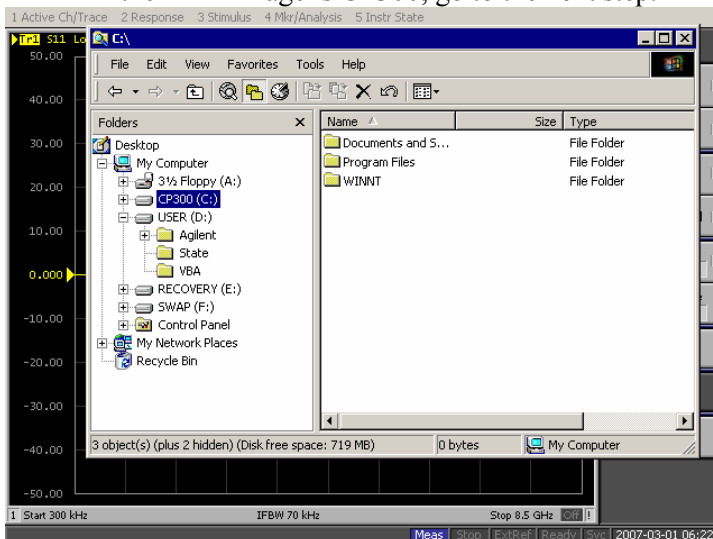 1 Active Ch/Trace 2 Response 3 Stimulus 4 Mkr/Analysis 5 Instr State
Tr1 S11 Lo
C:\
File Edit View Favorites Tools Help
Folders
Name Size Type
Desktop
My Computer
3½ Floppy (A:)
CP300 (C:)
USER (D:)
Agilent
State
VBA
RECOVERY (E:)
SWAP (F:)
Control Panel
My Network Places
Recycle Bin
Documents and S... File Folder
Program Files File Folder
WINNT File Folder
3 object(s) (plus 2 hidden) (Disk free space: 719 MB) 0 bytes My Computer
50.00
40.00
30.00
20.00
10.00
0.000
-10.00
-20.00
-30.00
-40.00
-50.00
1 Start 300 kHz IFBW 70 kHz Stop 8.5 GHz Off !
Meas Stop ExtRef Ready Svc 2007-03-01 06:22